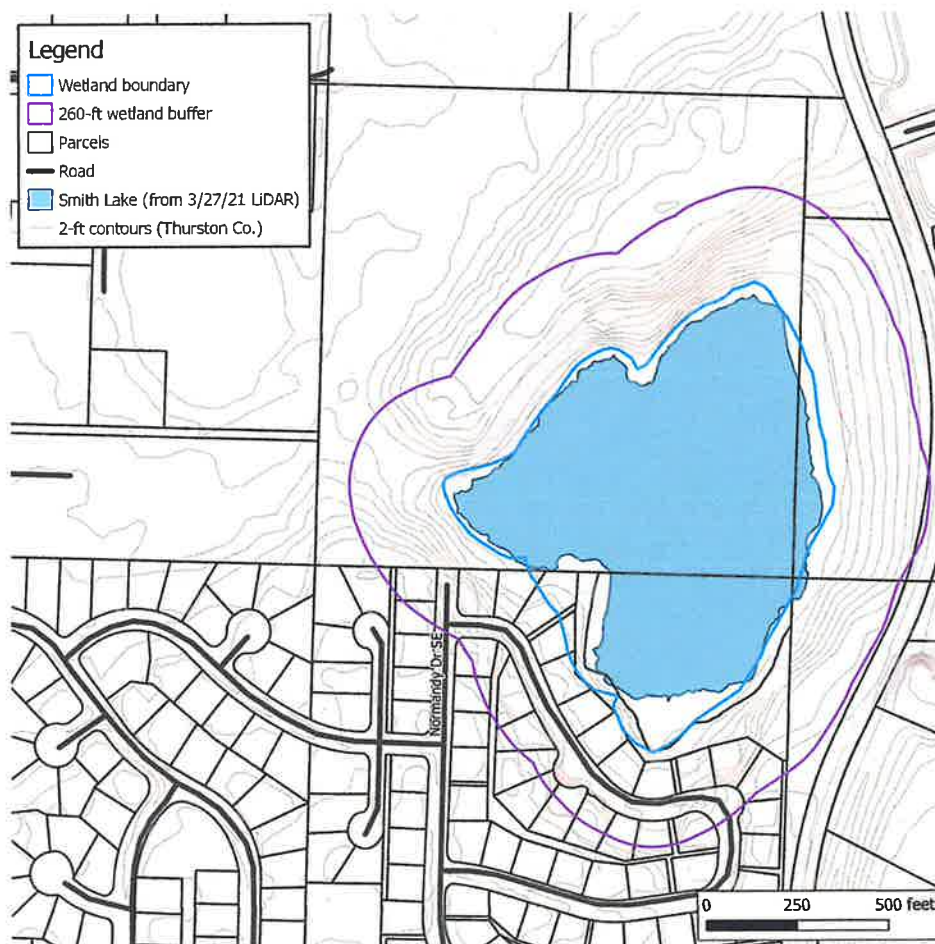 Legend
Wetland boundary
260-ft wetland buffer
Parcels
Road
Smith Lake (from 3/27/21 LiDAR)
2-ft contours (Thurston Co.)
Normandy Dr SE
0 250 500 feet